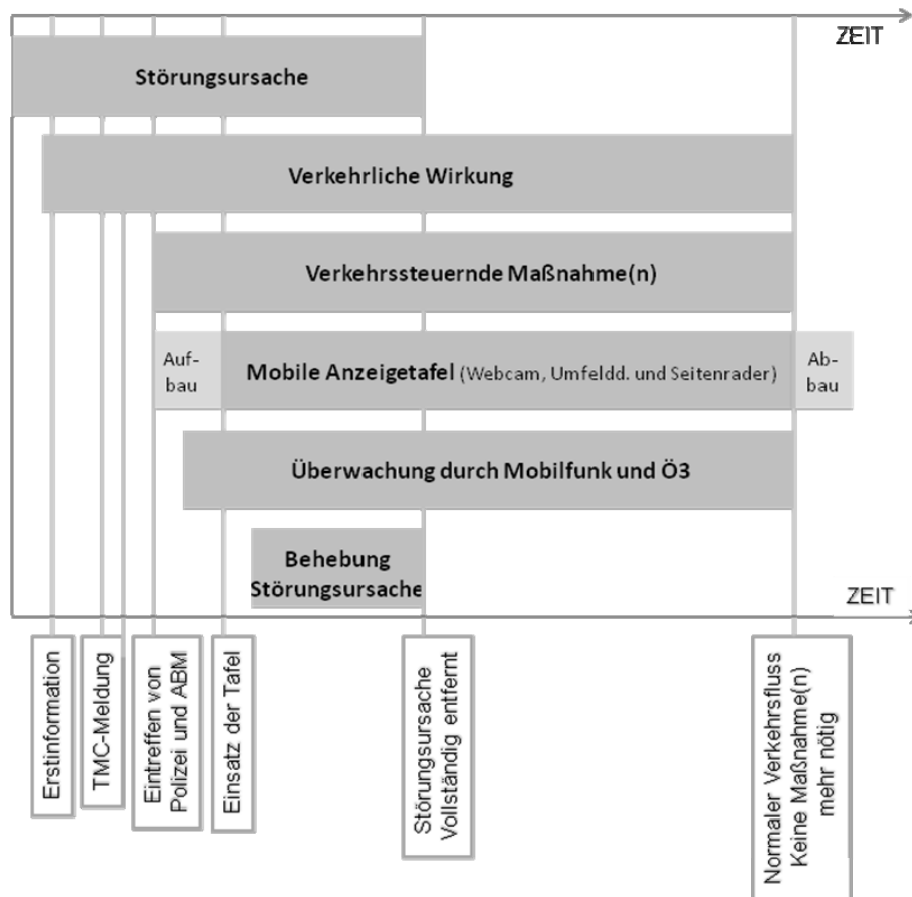 ZEIT
Störungsursache
Verkehrliche Wirkung
Verkehrssteuernde Maßnahme(n)
Auf-
bau
Mobile Anzeigetafel (Webcam, Umfeldd. und Seitenrader)
Ab-
bau
Überwachung durch Mobilfunk und Ö3
Behebung
Störungsursache
ZEIT
Erstinformation
TMC-Meldung
Eintreffen von
Polizei und ABM
Einsatz der Tafel
Störungsursache
Vollständig entfernt
Normaler Verkehrsfluss
Keine Maßnahme(n)
mehr nötig